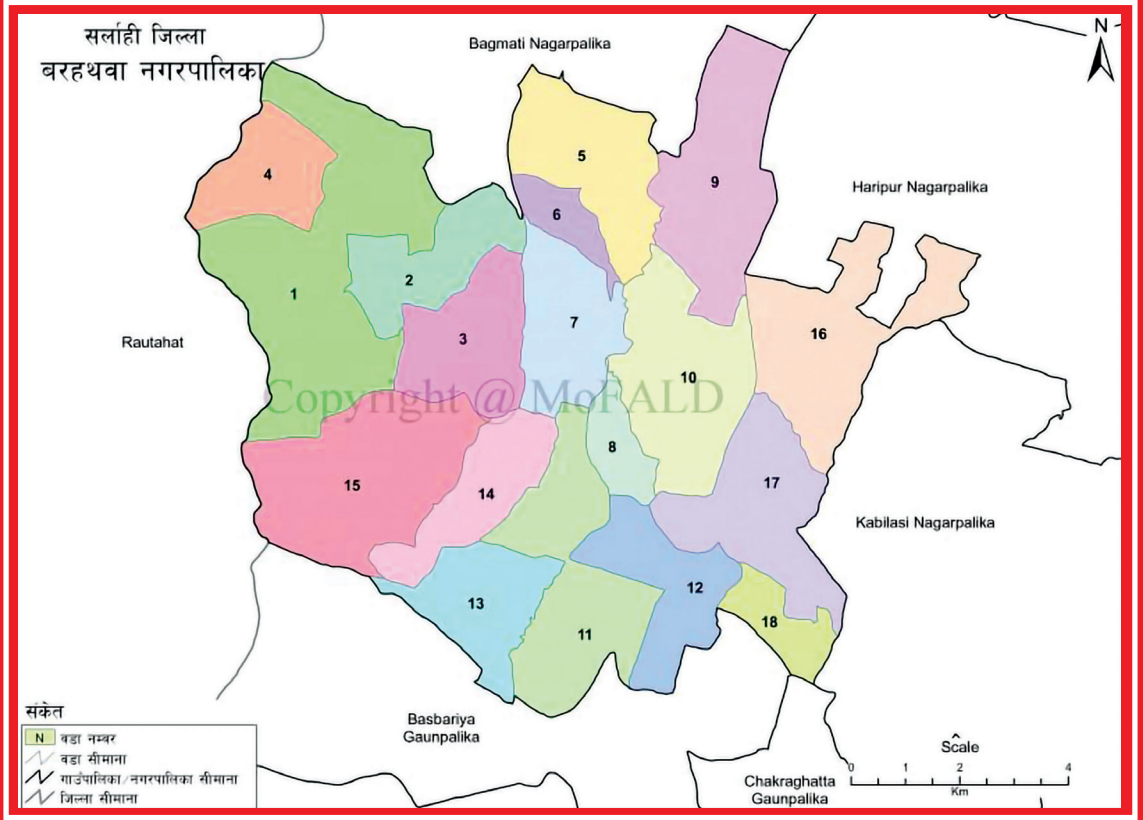 सर्लाही जिल्ला
बरहथवा नगरपालिका
N
Bagmati Nagarpalika
Haripur Nagarpalika
Rautahat
Kabilasi Nagarpalika
Basbariya
Gaunpalika
Chakraghatta
Gaunpalika
1
2
3
4
5
6
7
8
9
10
11
12
13
14
15
16
17
18
Copyright @ MoFALD
संकेत
N वडा नम्बर
वडा सीमाना
गाउँपालिका/नगरपालिका सीमाना
जिल्ला सीमाना
Scale
0 1 2 4
Km